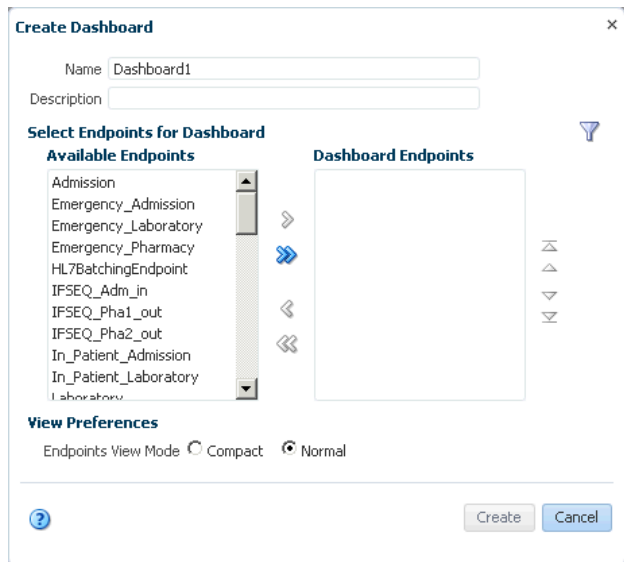 Create Dashboard
Name Dashboard1
Description
Select Endpoints for Dashboard
Available Endpoints
Dashboard Endpoints
Admission
Emergency_Admission
Emergency_Laboratory
Emergency_Pharmacy
HL7BatchingEndpoint
IFSEQ_Adm_in
IFSEQ_Pha1_out
IFSEQ_Pha2_out
In_Patient_Admission
In_Patient_Laboratory
Laboratory
View Preferences
Endpoints View Mode Compact Normal
Create Cancel